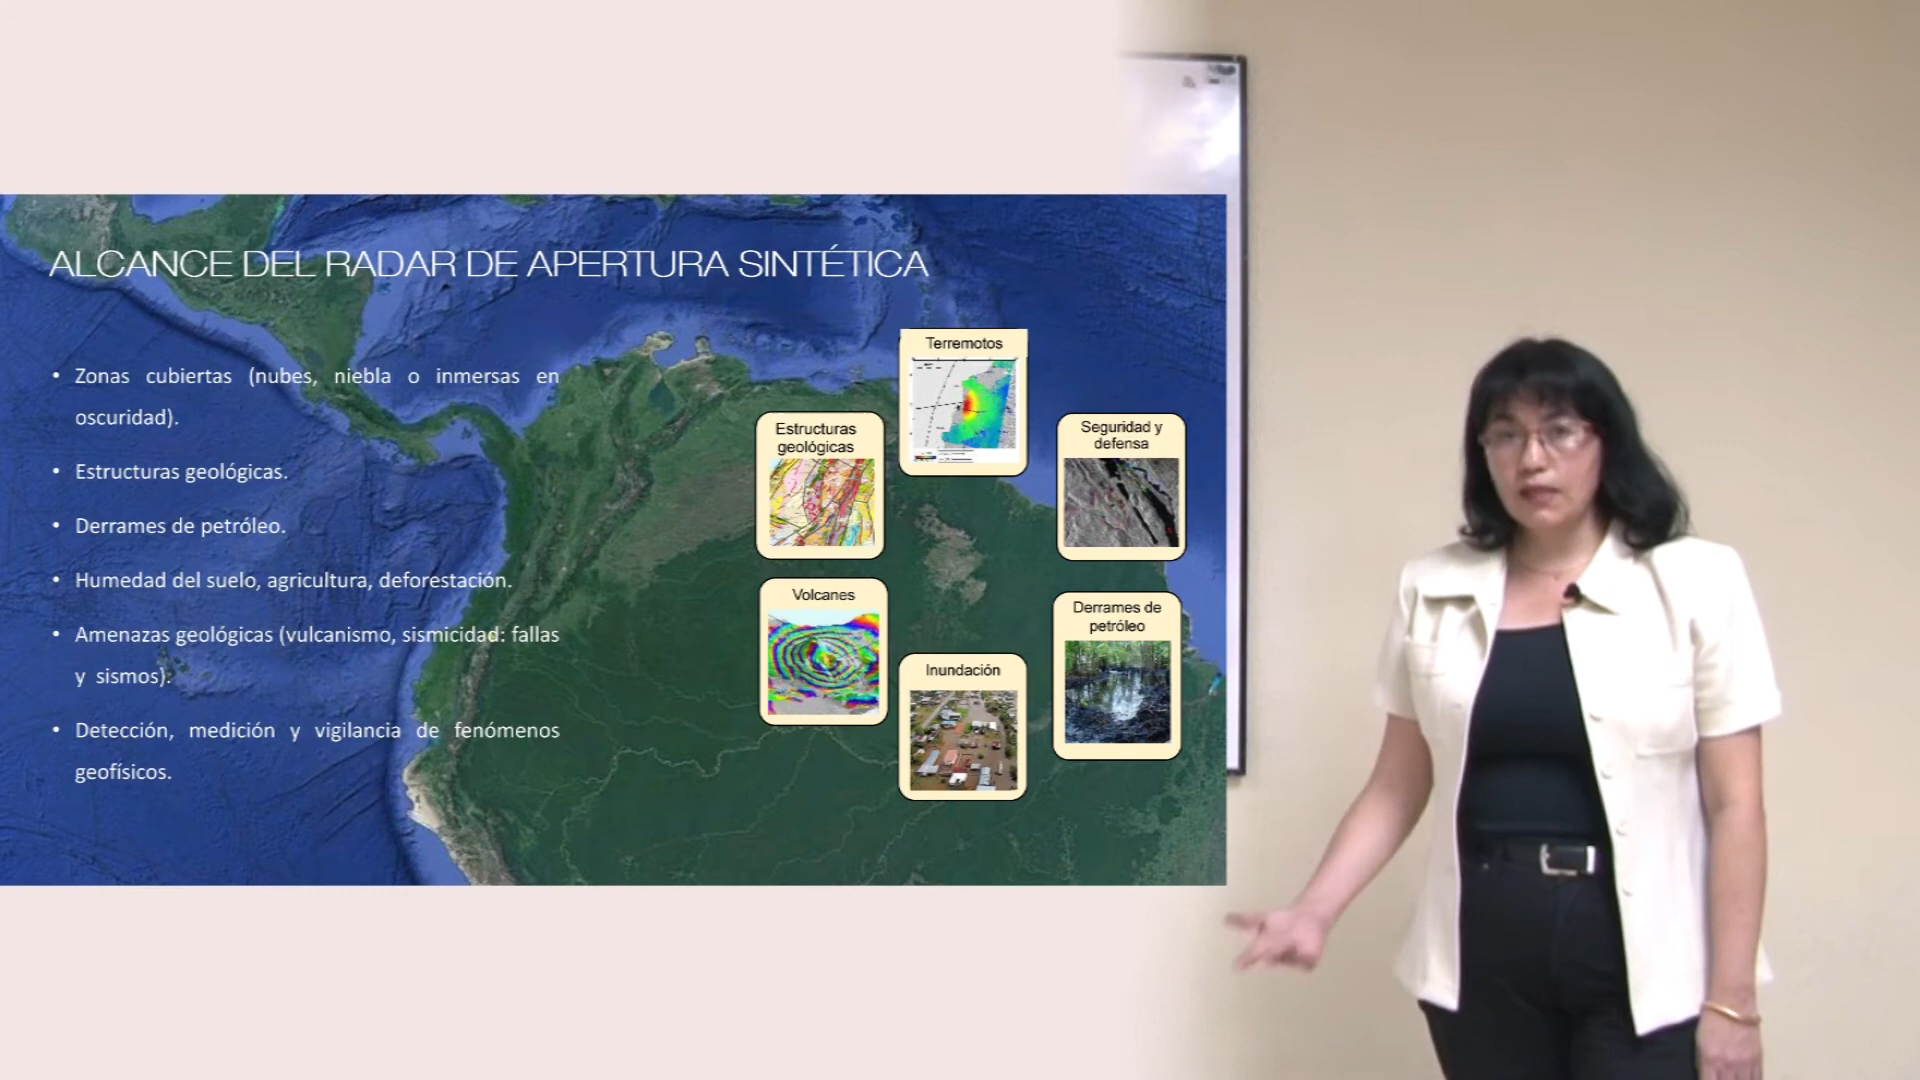 ALCANCE DEL RADAR DE APERTURA SINTÉTICA
• Zonas cubiertas (nubes, niebla o inmersas en
oscuridad).
• Estructuras geológicas.
• Derrames de petróleo.
• Humedad del suelo, agricultura, deforestación.
• Amenazas geológicas (vulcanismo, sismicidad: fallas
y sismos).
• Detección, medición y vigilancia de fenómenos
geofísicos.
Terremotos
Estructuras
geológicas
Seguridad y
defensa
Volcanes
Derrames de
petróleo
Inundación